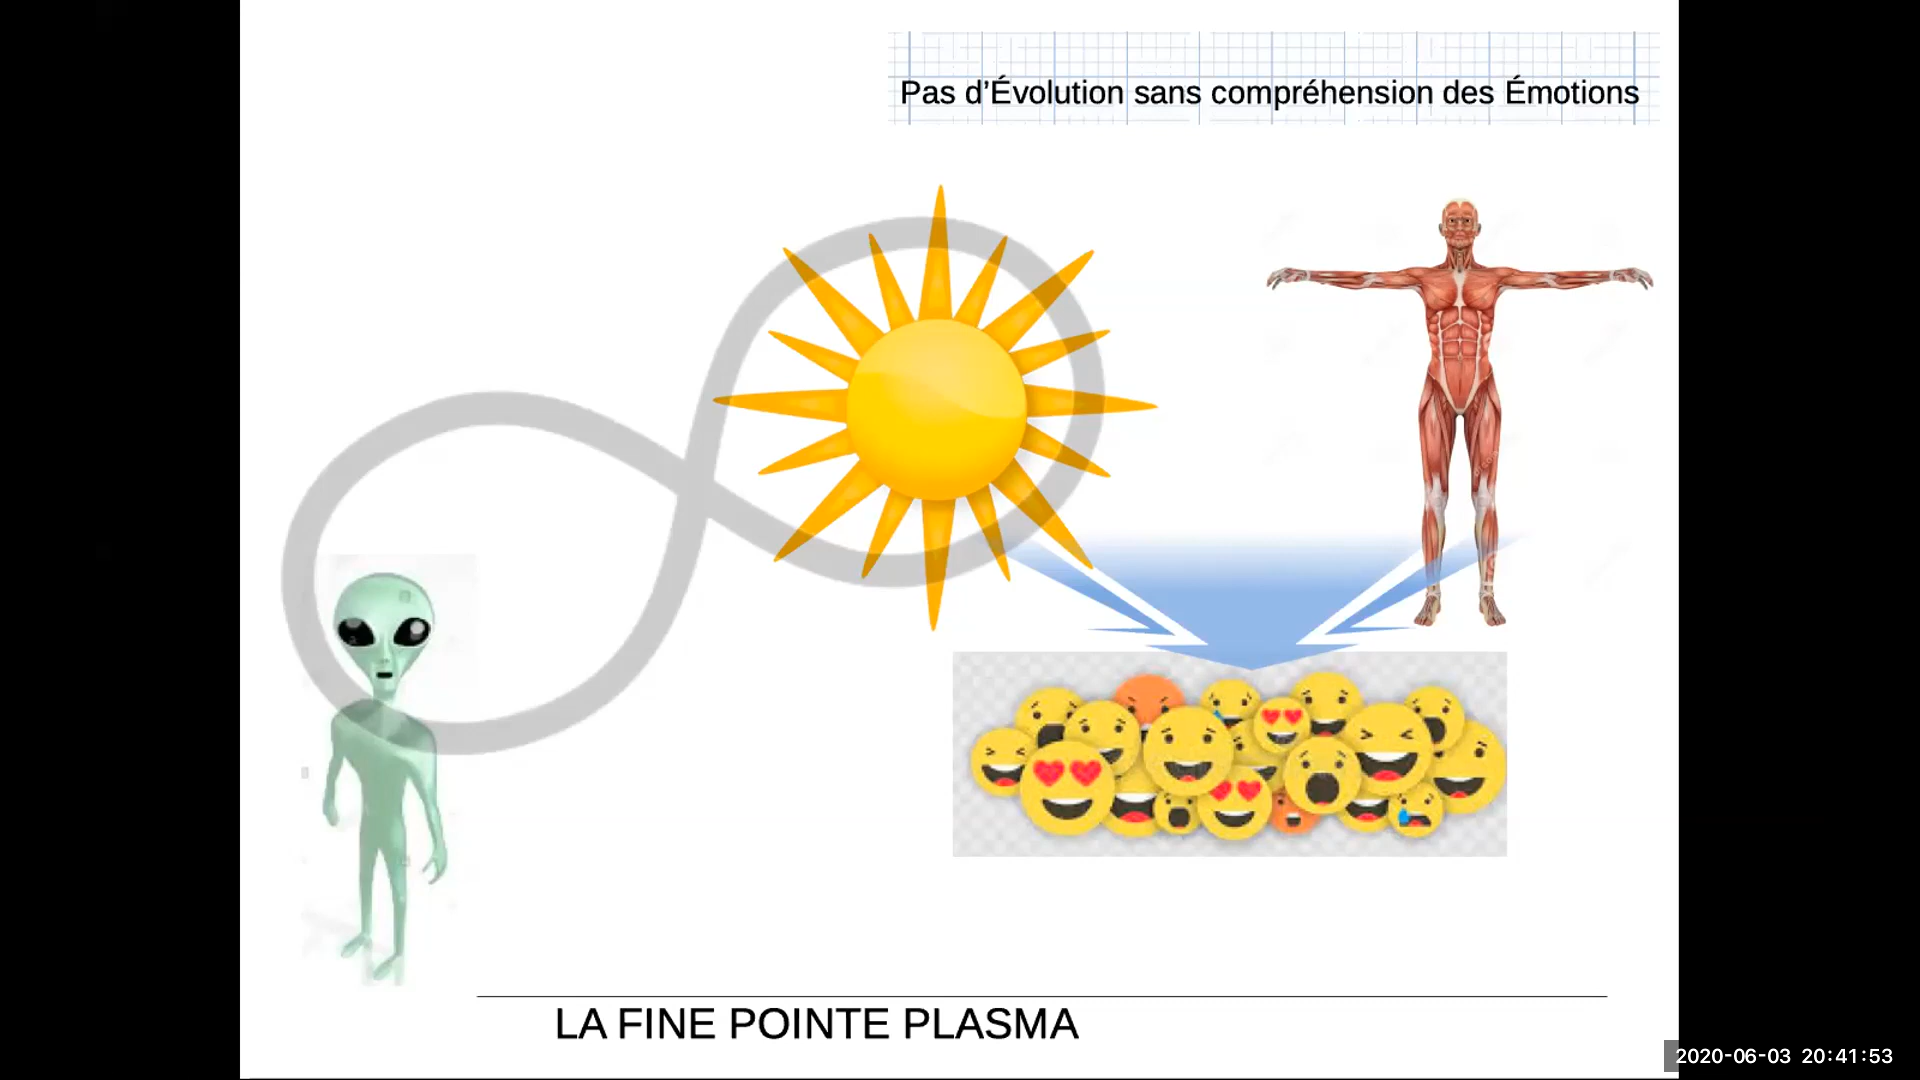 Pas d’Évolution sans compréhension des Émotions
LA FINE POINTE PLASMA
2020-06-03 20:41:53